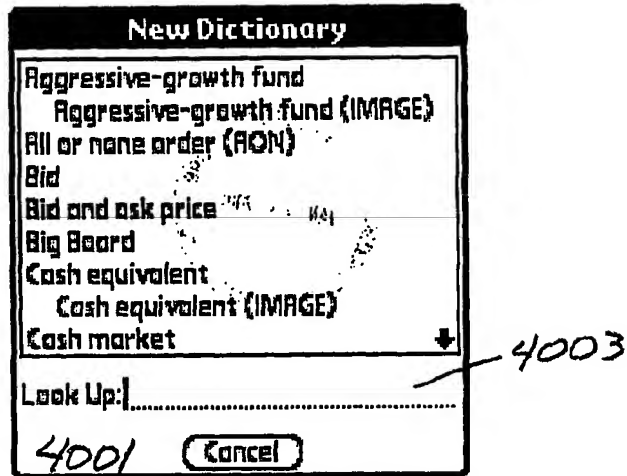 New Dictionary
Aggressive-growth fund
Aggressive-growth fund (IMAGE)
All or none order (AON)
Bid
Bid and ask price
Big Board
Cash equivalent
Cash equivalent (IMAGE)
Cash market
4003
Look Up:
4001 Cancel